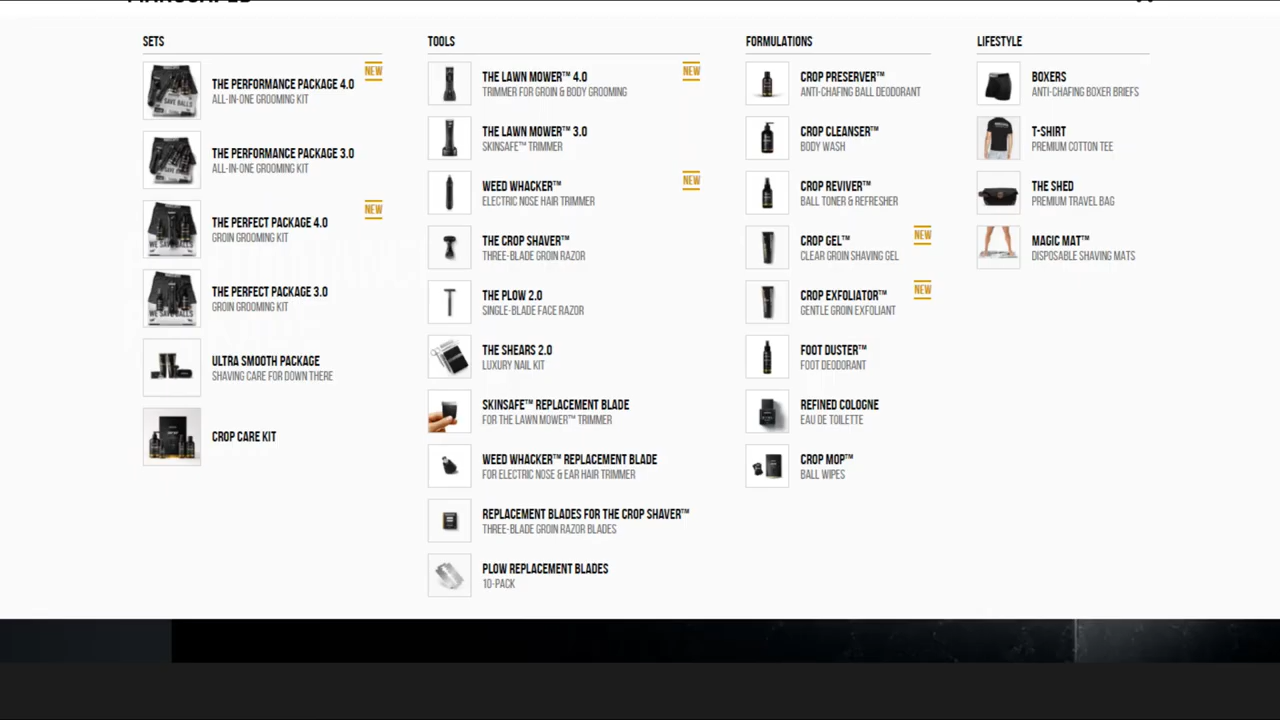 SETS
THE PERFORMANCE PACKAGE 4.0
ALL-IN-ONE GROOMING KIT
NEW
THE PERFORMANCE PACKAGE 3.0
ALL-IN-ONE GROOMING KIT
THE PERFECT PACKAGE 4.0
GROIN GROOMING KIT
NEW
THE PERFECT PACKAGE 3.0
GROIN GROOMING KIT
ULTRA SMOOTH PACKAGE
SHAVING CARE FOR DOWN THERE
CROP CARE KIT
TOOLS
THE LAWN MOWER™ 4.0
TRIMMER FOR GROIN & BODY GROOMING
NEW
THE LAWN MOWER™ 3.0
SKINSAFE™ TRIMMER
WEED WHACKER™
ELECTRIC NOSE HAIR TRIMMER
NEW
THE CROP SHAVER™
THREE-BLADE GROIN RAZOR
THE PLOW 2.0
SINGLE-BLADE FACE RAZOR
THE SHEARS 2.0
LUXURY NAIL KIT
SKINSAFE™ REPLACEMENT BLADE
FOR THE LAWN MOWER™ TRIMMER
WEED WHACKER™ REPLACEMENT BLADE
FOR ELECTRIC NOSE & EAR HAIR TRIMMER
REPLACEMENT BLADES FOR THE CROP SHAVER™
THREE-BLADE GROIN RAZOR BLADES
PLOW REPLACEMENT BLADES
10-PACK
FORMULATIONS
CROP PRESERVER™
ANTI-CHAFING BALL DEODORANT
CROP CLEANSER™
BODY WASH
CROP REVIVER™
BALL TONER & REFRESHER
CROP GEL™
CLEAR GROIN SHAVING GEL
NEW
CROP EXFOLIATOR™
GENTLE GROIN EXFOLIANT
NEW
FOOT DUSTER™
FOOT DEODORANT
REFINED COLOGNE
EAU DE TOILETTE
CROP MOP™
BALL WIPES
LIFESTYLE
BOXERS
ANTI-CHAFING BOXER BRIEFS
T-SHIRT
PREMIUM COTTON TEE
THE SHED
PREMIUM TRAVEL BAG
MAGIC MAT™
DISPOSABLE SHAVING MATS